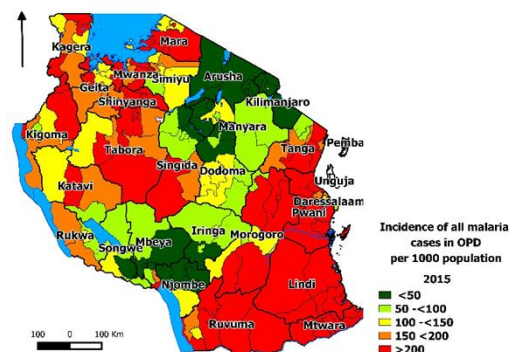 Kagera
Mara
Mwanza
Geita
Simiyu
Arusha
Shinyanga
Kilimanjaro
Manyara
Kigoma
Tabora
Tanga
Pemba
Singida
Dodoma
Katavi
Unguja
Daressalaam
Pwani
Rukwa
Mbeya
Iringa
Morogoro
Songwe
Njombe
Lindi
Ruvuma
Mtwara
100 0 100 Km
Incidence of all malaria
cases in OPD
per 1000 population
2015
<50
50 -<100
100 -<150
150 <200
>200